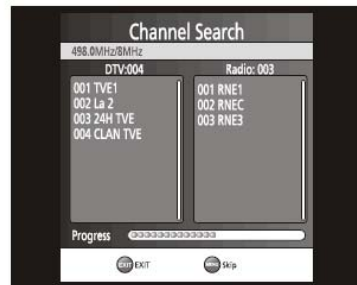 Channel Search
498.0MHz/8MHz
DTV:004
Radio: 003
001 TVE1
002 La 2
003 24H TVE
004 CLAN TVE
001 RNE1
002 RNEC
003 RNE3
Progress
EXIT EXIT
MENU Skip